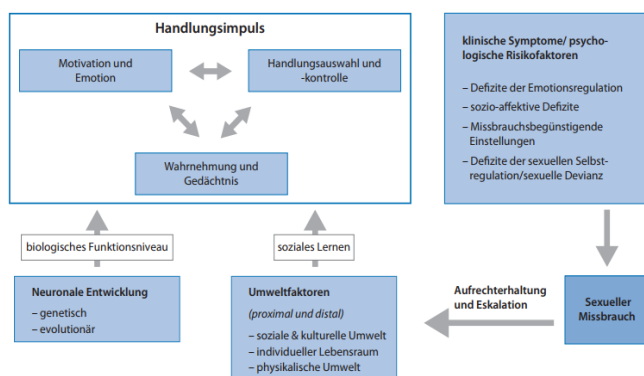 Handlungsimpuls
Motivation und
Emotion
Handlungsauswahl und
-kontrolle
Wahrnehmung und
Gedächtnis
klinische Symptome/ psycho-
logische Risikofaktoren
– Defizite der Emotionsregulation
– sozio-affektive Defizite
– Missbrauchsbegünstigende
Einstellungen
– Defizite der sexuellen Selbst-
regulation/sexuelle Devianz
biologisches Funktionsniveau
soziales Lernen
Neuronale Entwicklung
– genetisch
– evolutionär
Umweltfaktoren
(proximal und distal)
– soziale & kulturelle Umwelt
– individueller Lebensraum
– physikalische Umwelt
Aufrechterhaltung
und Eskalation
Sexueller
Missbrauch